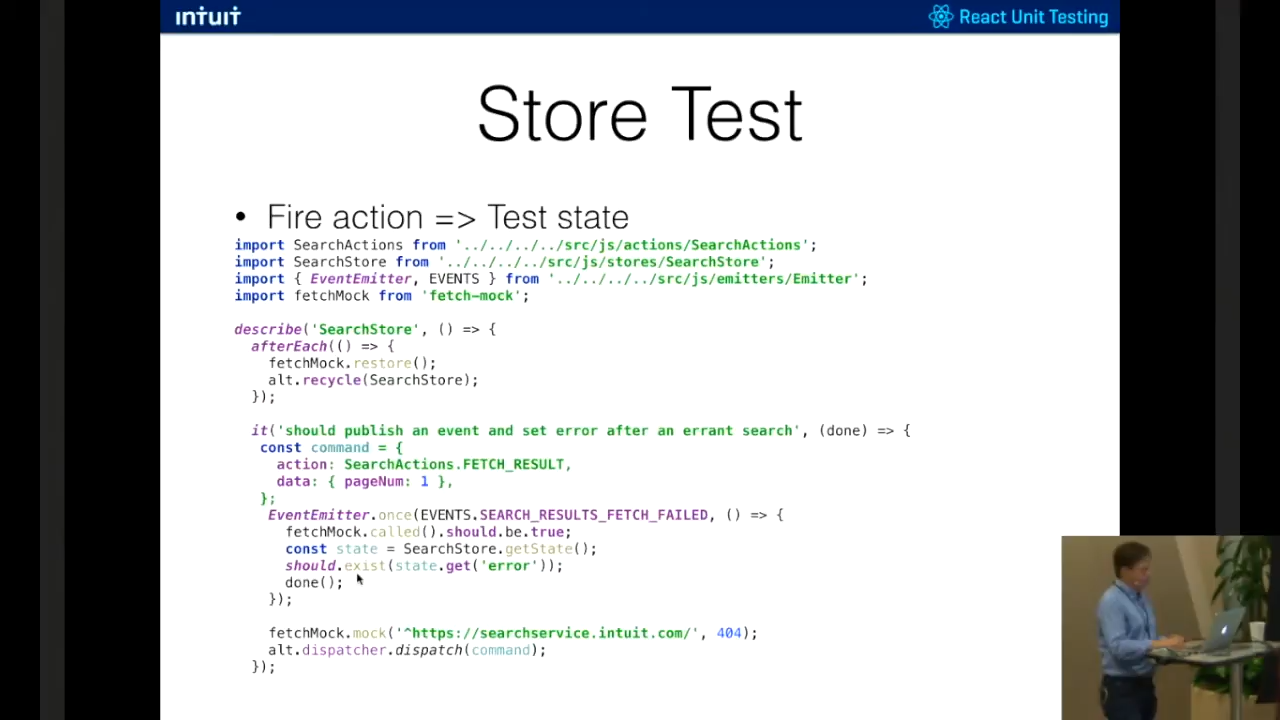 INTUIT
React Unit Testing
Store Test
• Fire action => Test state
import SearchActions from '../../../../src/js/actions/SearchActions';
import SearchStore from '../../../../src/js/stores/SearchStore';
import { EventEmitter, EVENTS } from '../../../../src/js/emitters/Emitter';
import fetchMock from 'fetch-mock';
describe('SearchStore', () => {
afterEach(() => {
fetchMock.restore();
alt.recycle(SearchStore);
});
it('should publish an event and set error after an errant search', (done) => {
const command = {
action: SearchActions.FETCH_RESULT,
data: { pageNum: 1 },
};
EventEmitter.once(EVENTS.SEARCH_RESULTS_FETCH_FAILED, () => {
fetchMock.called().should.be.true;
const state = SearchStore.getState();
should.exist(state.get('error'));
done();
});
fetchMock.mock('^https://searchservice.intuit.com/', 404);
alt.dispatcher.dispatch(command);
});